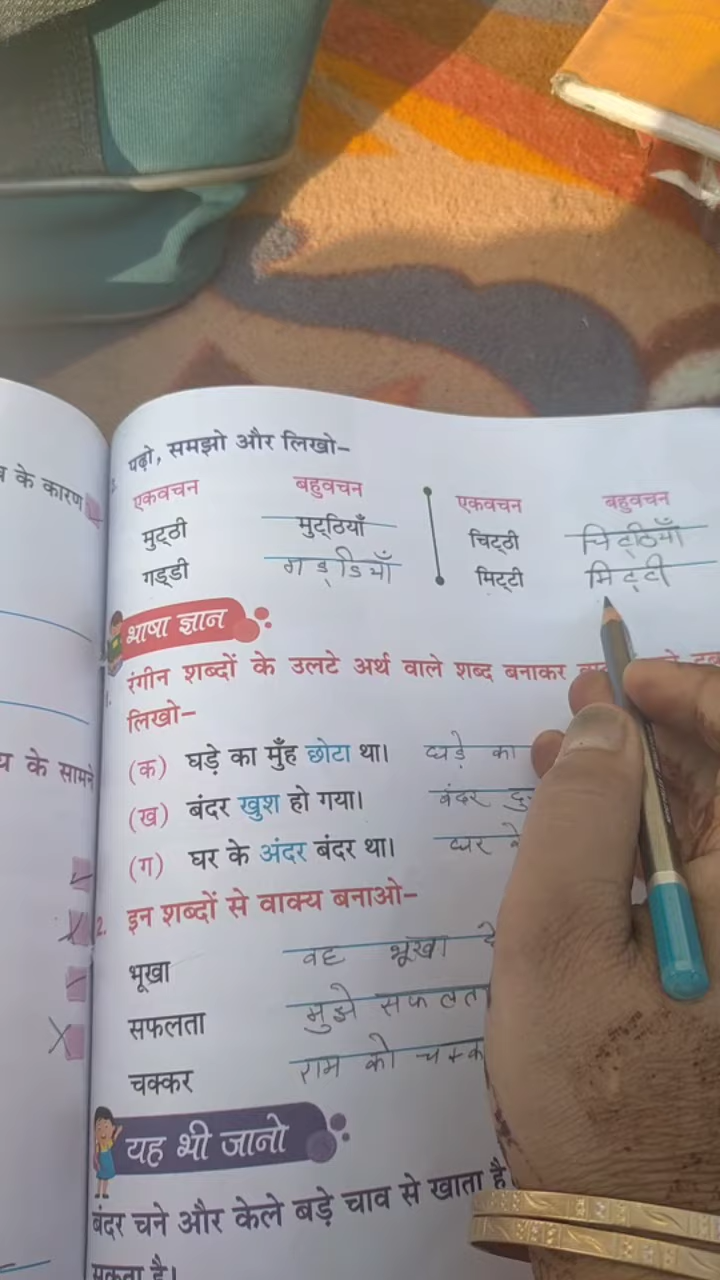 पढ़ो, समझो और लिखो–
एकवचन बहुवचन एकवचन बहुवचन
मुट्ठी मुट्ठियाँ चिट्ठी चिट्ठियाँ
गड्डी गड्डियाँ मिट्टी मिट्टी
के कारण
भाषा ज्ञान
1. रंगीन शब्दों के उलटे अर्थ वाले शब्द बनाकर
लिखो–
के सामने
(क) घड़े का मुँह छोटा था। घड़े का
(ख) बंदर खुश हो गया। बंदर
(ग) घर के अंदर बंदर था। घर
2. इन शब्दों से वाक्य बनाओ–
भूखा वह भूखा
सफलता मुझे सफलता
चक्कर राम को
यह भी जानो
बंदर चने और केले बड़े चाव से खाता है
सकता है।